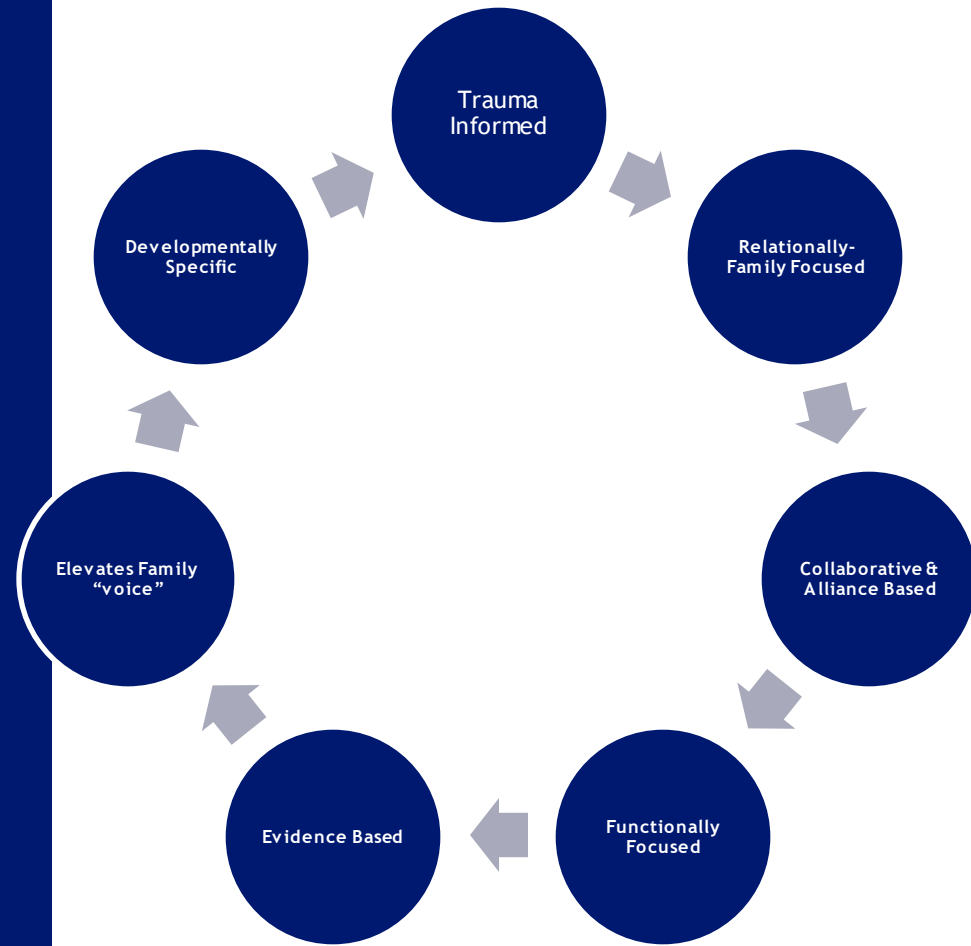 Trauma
Informed
Relationally-
Family Focused
Collaborative &
Alliance Based
Functionally
Focused
Evidence Based
Elevates Family
“voice”
Developmentally
Specific